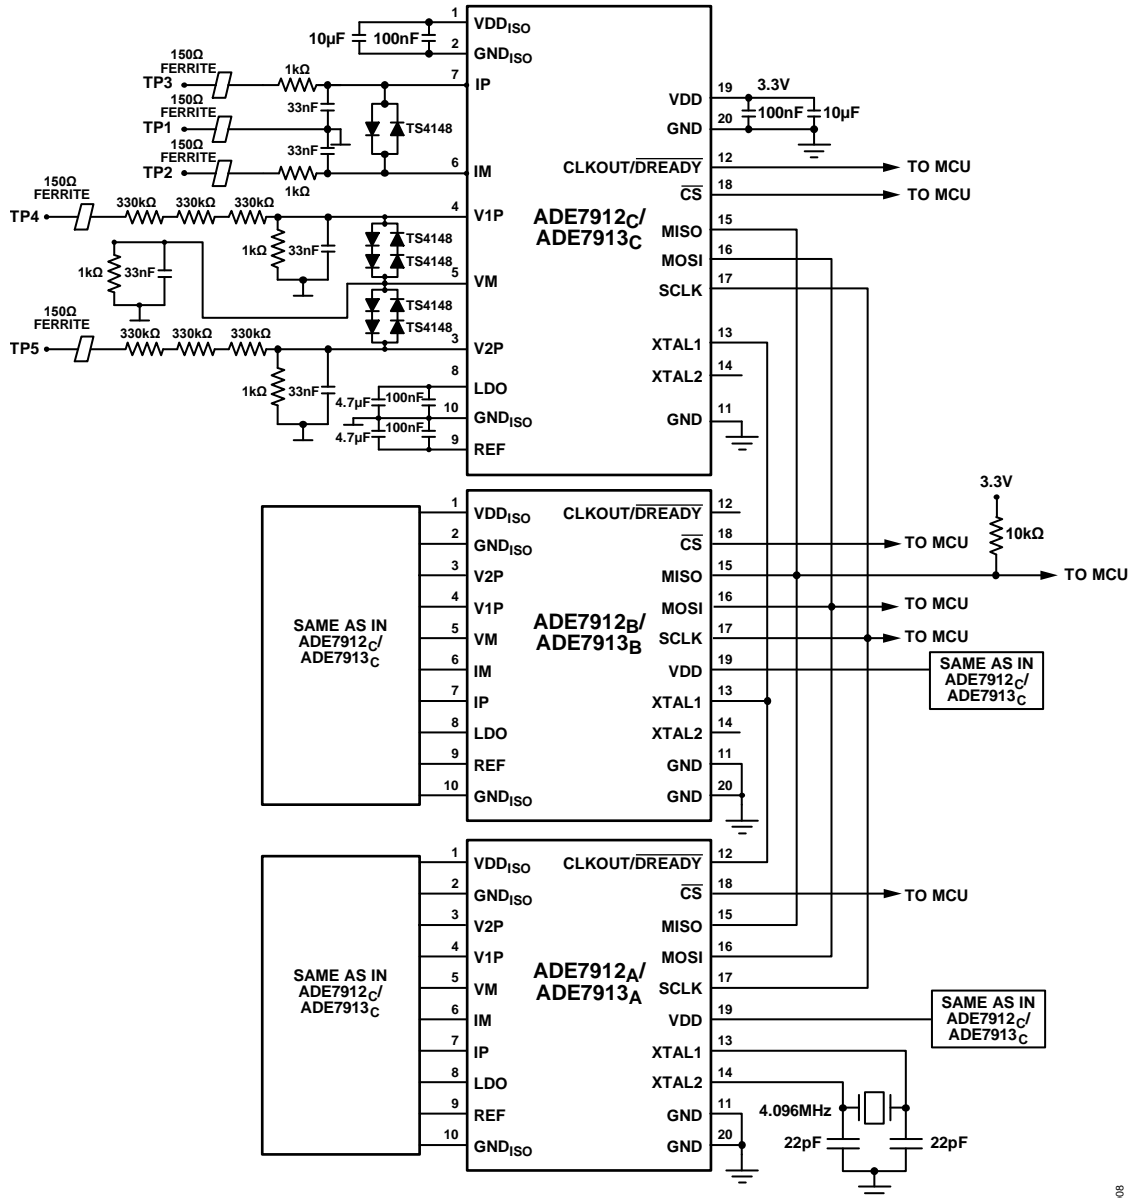 1
VDDISO
10µF
100nF
2
GNDISO
150Ω
FERRITE
TP3
1kΩ
7
IP
150Ω
FERRITE
TP1
33nF
TS4148
150Ω
FERRITE
TP2
33nF
1kΩ
6
IM
150Ω
FERRITE
TP4
330kΩ
330kΩ
330kΩ
4
V1P
1kΩ
33nF
TS4148
TS4148
1kΩ
33nF
5
VM
150Ω
FERRITE
TP5
330kΩ
330kΩ
330kΩ
TS4148
TS4148
3
V2P
1kΩ
33nF
8
LDO
4.7µF
100nF
10
GNDISO
4.7µF
100nF
9
REF
ADE7912C/
ADE7913C
VDD
19
3.3V
100nF
10µF
GND
20
CLKOUT/DREADY
12
TO MCU
CS
18
TO MCU
MISO
15
MOSI
16
SCLK
17
XTAL1
13
XTAL2
14
GND
11
SAME AS IN
ADE7912C/
ADE7913C
1
VDDISO
2
GNDISO
3
V2P
4
V1P
5
VM
6
IM
7
IP
8
LDO
9
REF
10
GNDISO
ADE7912B/
ADE7913B
CLKOUT/DREADY
12
CS
18
TO MCU
3.3V
10kΩ
MISO
15
TO MCU
MOSI
16
TO MCU
SCLK
17
TO MCU
VDD
19
SAME AS IN
ADE7912C/
ADE7913C
XTAL1
13
XTAL2
14
GND
11
GND
20
SAME AS IN
ADE7912C/
ADE7913C
1
VDDISO
2
GNDISO
3
V2P
4
V1P
5
VM
6
IM
7
IP
8
LDO
9
REF
10
GNDISO
ADE7912A/
ADE7913A
CLKOUT/DREADY
12
CS
18
TO MCU
MISO
15
MOSI
16
SCLK
17
VDD
19
SAME AS IN
ADE7912C/
ADE7913C
XTAL1
13
XTAL2
14
GND
11
GND
20
4.096MHz
22pF
22pF